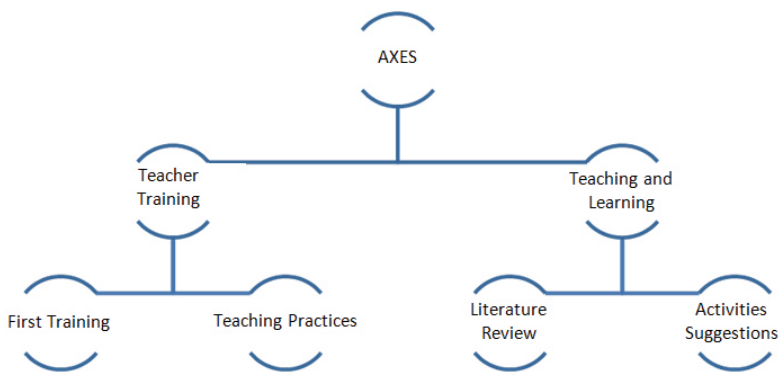 AXES
Teacher
Training
Teaching and
Learning
First Training
Teaching Practices
Literature
Review
Activities
Suggestions